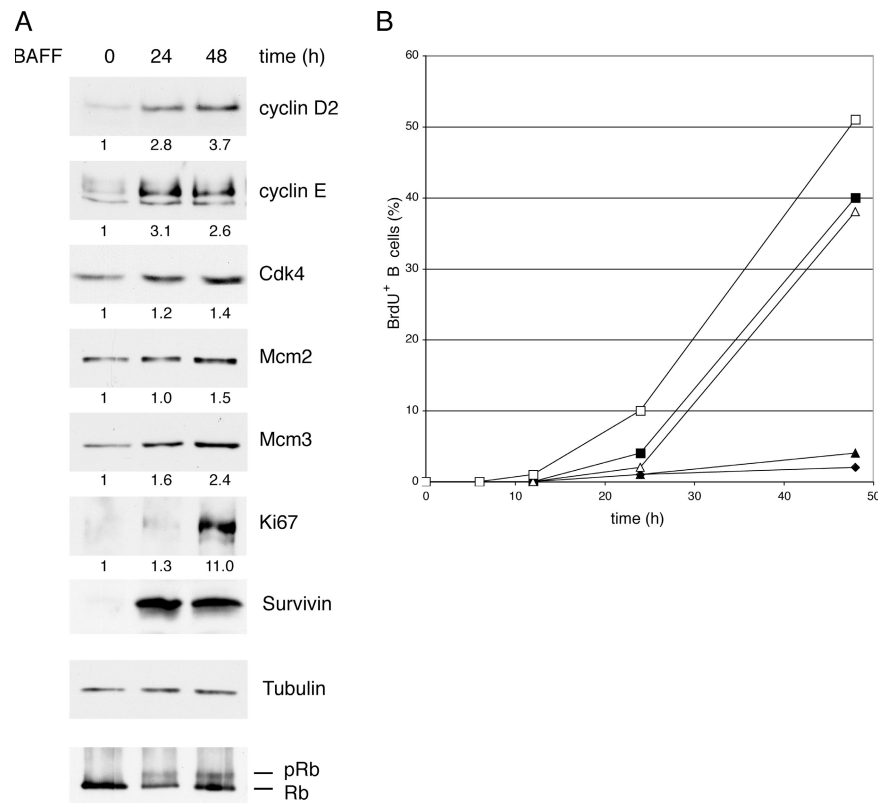 A
BAFF 0 24 48 time (h)
cyclin D2
1 2.8 3.7
cyclin E
1 3.1 2.6
Cdk4
1 1.2 1.4
Mcm2
1 1.0 1.5
Mcm3
1 1.6 2.4
Ki67
1 1.3 11.0
Survivin
Tubulin
pRb
Rb
B
60
50
40
30
20
10
0
BrdU+ B cells (%)
0 10 20 30 40 50
time (h)